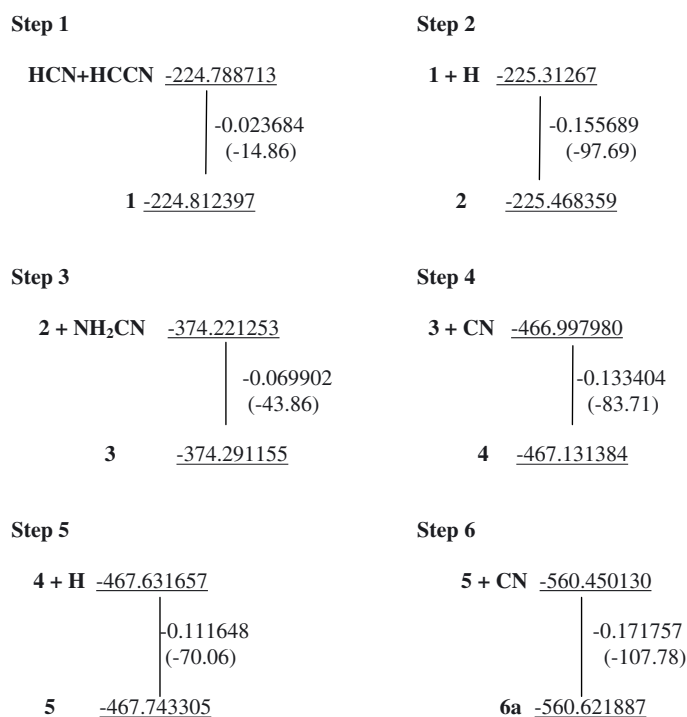 Step 1
HCN+HCCN -224.788713
-0.023684
(-14.86)
1 -224.812397
Step 2
1 + H -225.31267
-0.155689
(-97.69)
2 -225.468359
Step 3
2 + NH₂CN -374.221253
-0.069902
(-43.86)
3 -374.291155
Step 4
3 + CN -466.997980
-0.133404
(-83.71)
4 -467.131384
Step 5
4 + H -467.631657
-0.111648
(-70.06)
5 -467.743305
Step 6
5 + CN -560.450130
-0.171757
(-107.78)
6a -560.621887